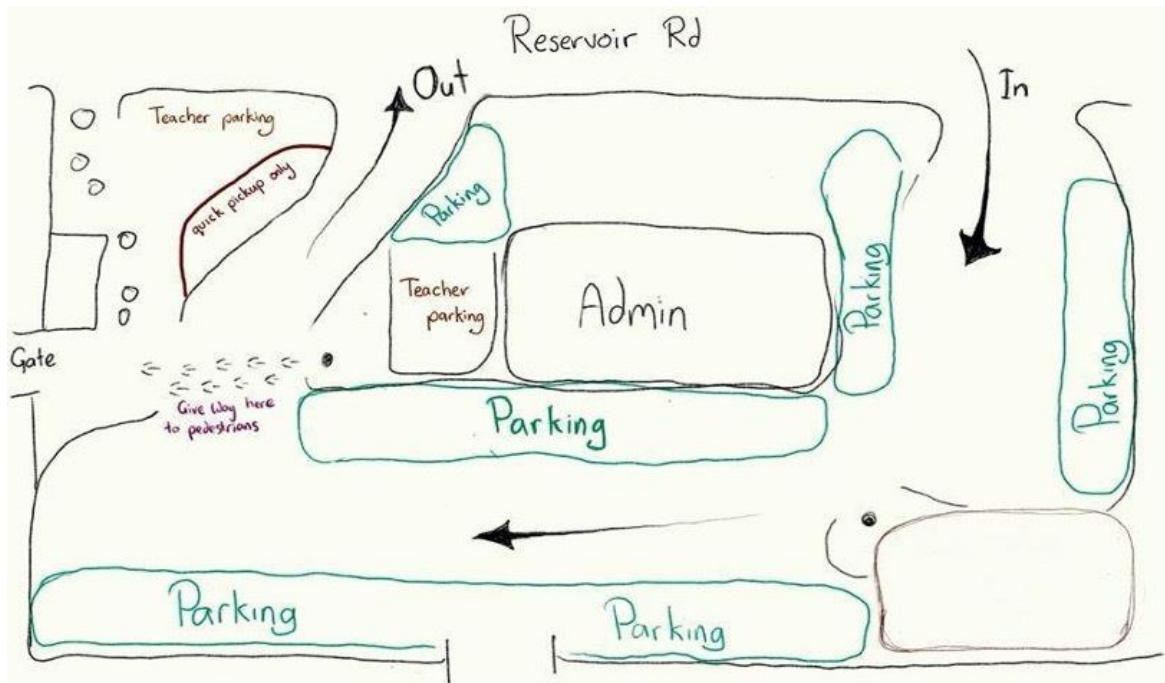 Reservoir Rd
Out
In
Teacher parking
quick pickup only
Parking
Teacher
parking
Admin
Parking
Parking
Gate
Give Way here
to pedestrians
Parking
Parking
Parking